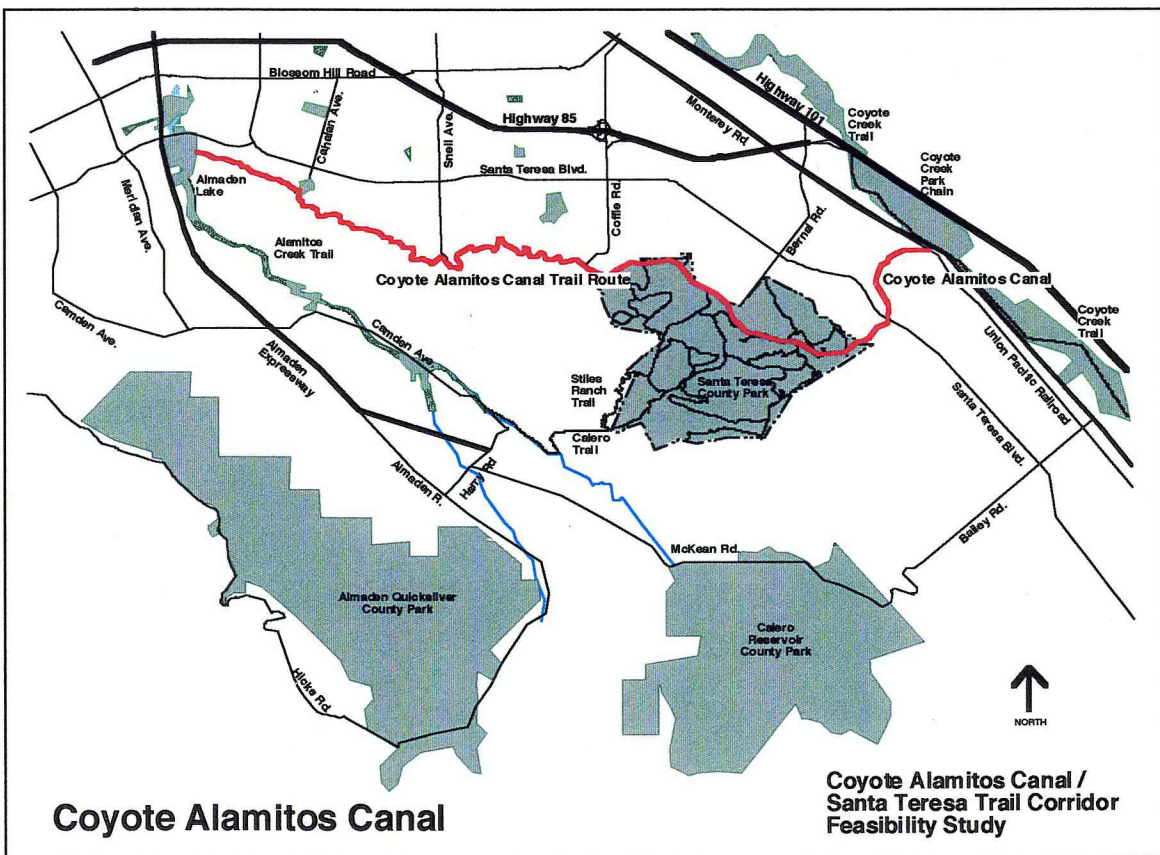 Blossom Hill Road
Cahalan Ave.
Snell Ave.
Highway 85
Monterey Rd.
Highway 101
Coyote
Creek
Trail
Coyote
Creek
Park
Chain
Santa Teresa Blvd.
Almaden
Lake
Meridian Ave.
Alamitos
Creek Trail
Cottle Rd.
Bernal Rd.
Coyote Alamitos Canal Trail Route
Coyote Alamitos Canal
Coyote
Creek
Trail
Camden Ave.
Camden Ave.
Almaden
Expressway
Stiles
Ranch
Trail
Santa Teresa
County Park
Union Pacific Railroad
Santa Teresa Blvd.
Calero
Trail
Almaden R.
Harry Rd
Bailey Rd.
McKean Rd.
Almaden Quicksilver
County Park
Calero
Reservoir
County Park
Hicks Rd.
NORTH
Coyote Alamitos Canal
Coyote Alamitos Canal /
Santa Teresa Trail Corridor
Feasibility Study